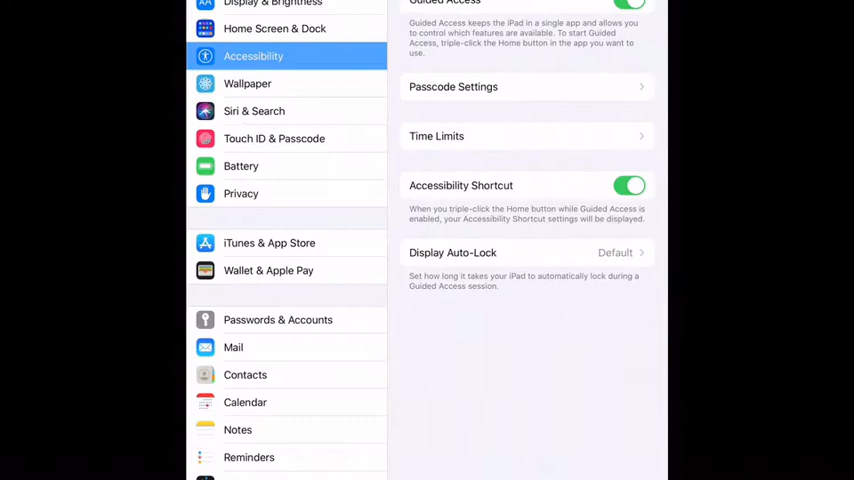 Display & Brightness
Home Screen & Dock
Accessibility
Wallpaper
Siri & Search
Touch ID & Passcode
Battery
Privacy
iTunes & App Store
Wallet & Apple Pay
Passwords & Accounts
Mail
Contacts
Calendar
Notes
Reminders
Guided Access
Guided Access keeps the iPad in a single app and allows you
to control which features are available. To start Guided
Access, triple-click the Home button in the app you want to
use.
Passcode Settings
Time Limits
Accessibility Shortcut
When you triple-click the Home button while Guided Access is
enabled, your Accessibility Shortcut settings will be displayed.
Display Auto-Lock Default
Set how long it takes your iPad to automatically lock during a
Guided Access session.